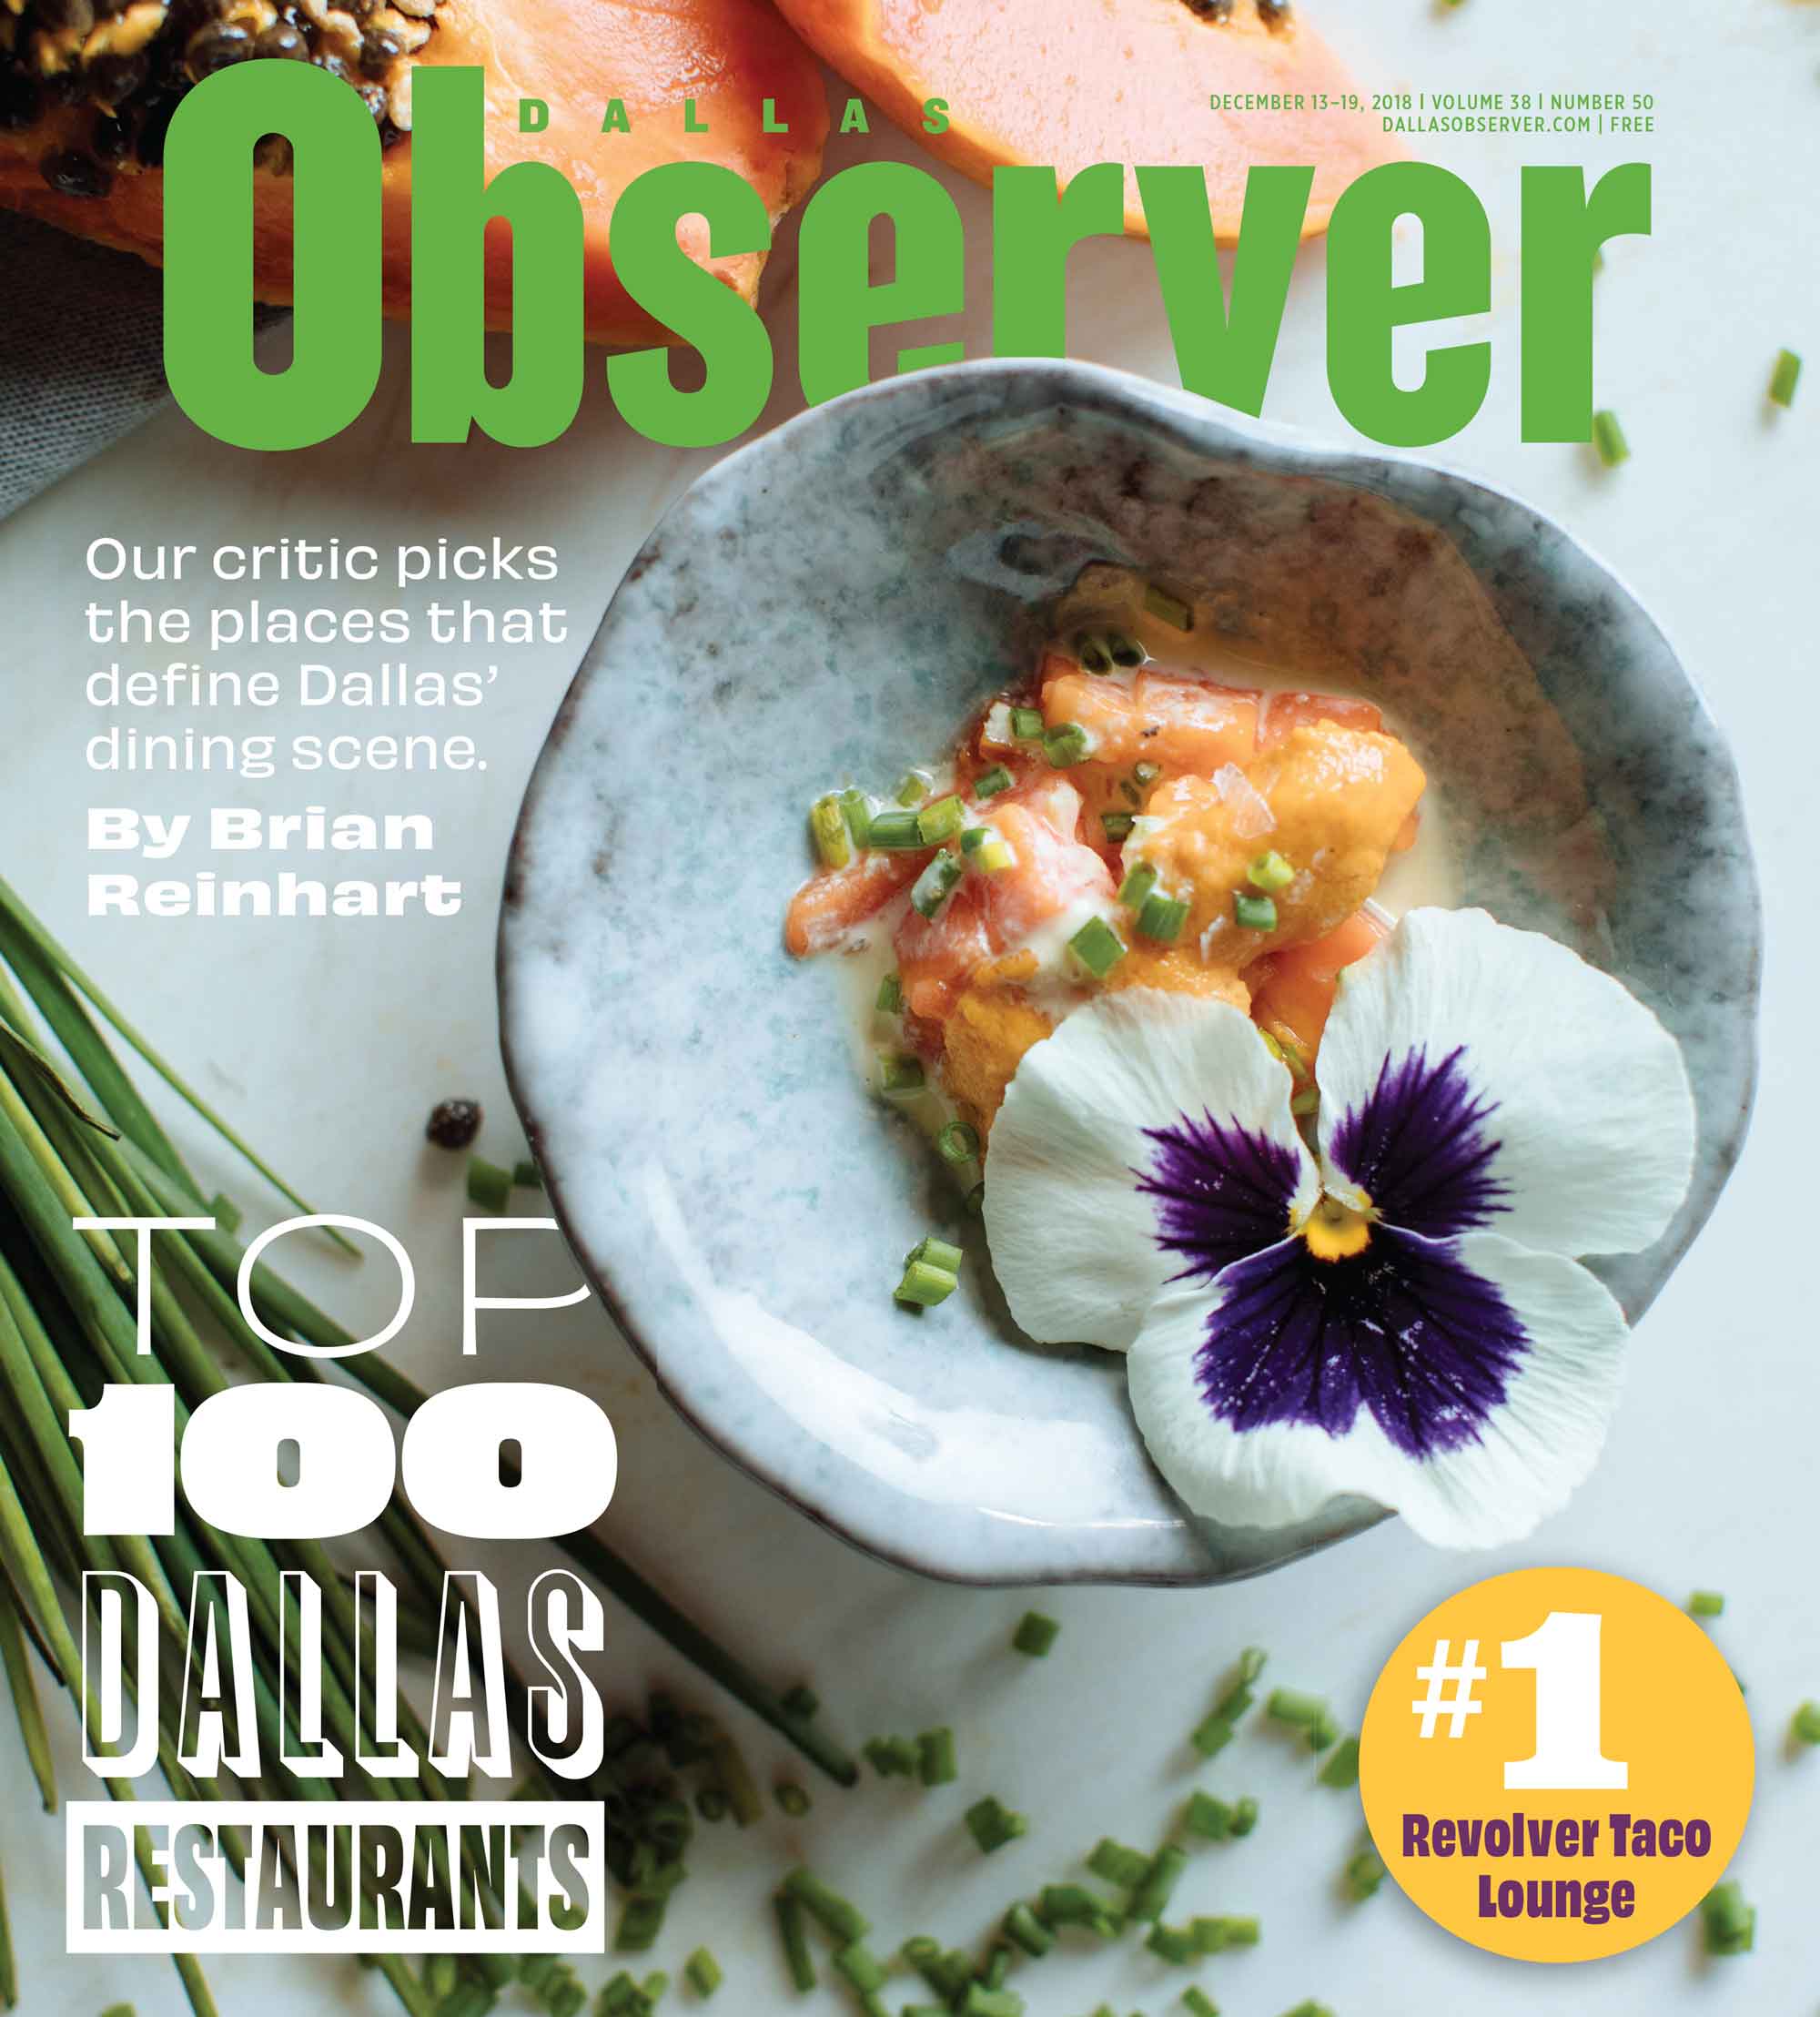 DALLAS
DECEMBER 13–19, 2018 | VOLUME 38 | NUMBER 50
DALLASOBSERVER.COM | FREE
Observer
Our critic picks
the places that
define Dallas’
dining scene.
By Brian
Reinhart
TOP
100
DALLAS
RESTAURANTS
#1
Revolver Taco
Lounge